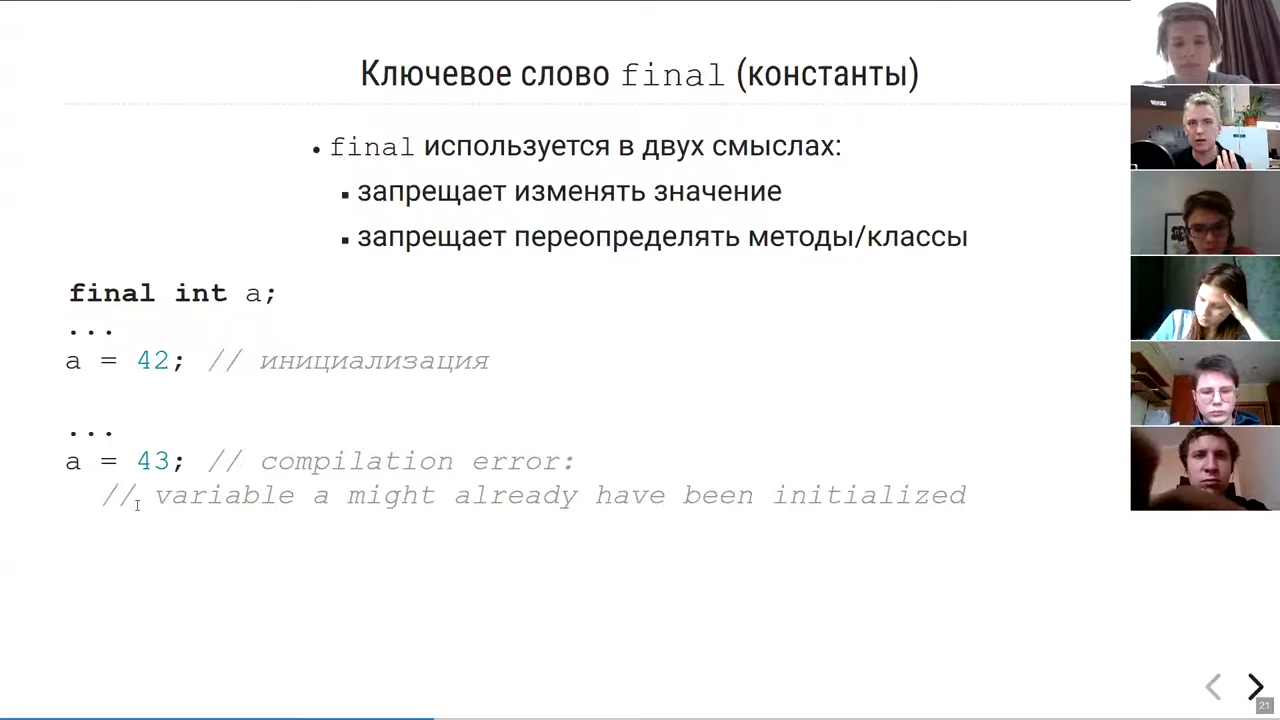 Ключевое слово final (константы)
• final используется в двух смыслах:
▪ запрещает изменять значение
▪ запрещает переопределять методы/классы
final int a;
...
a = 42; // инициализация
...
a = 43; // compilation error:
// variable a might already have been initialized
21